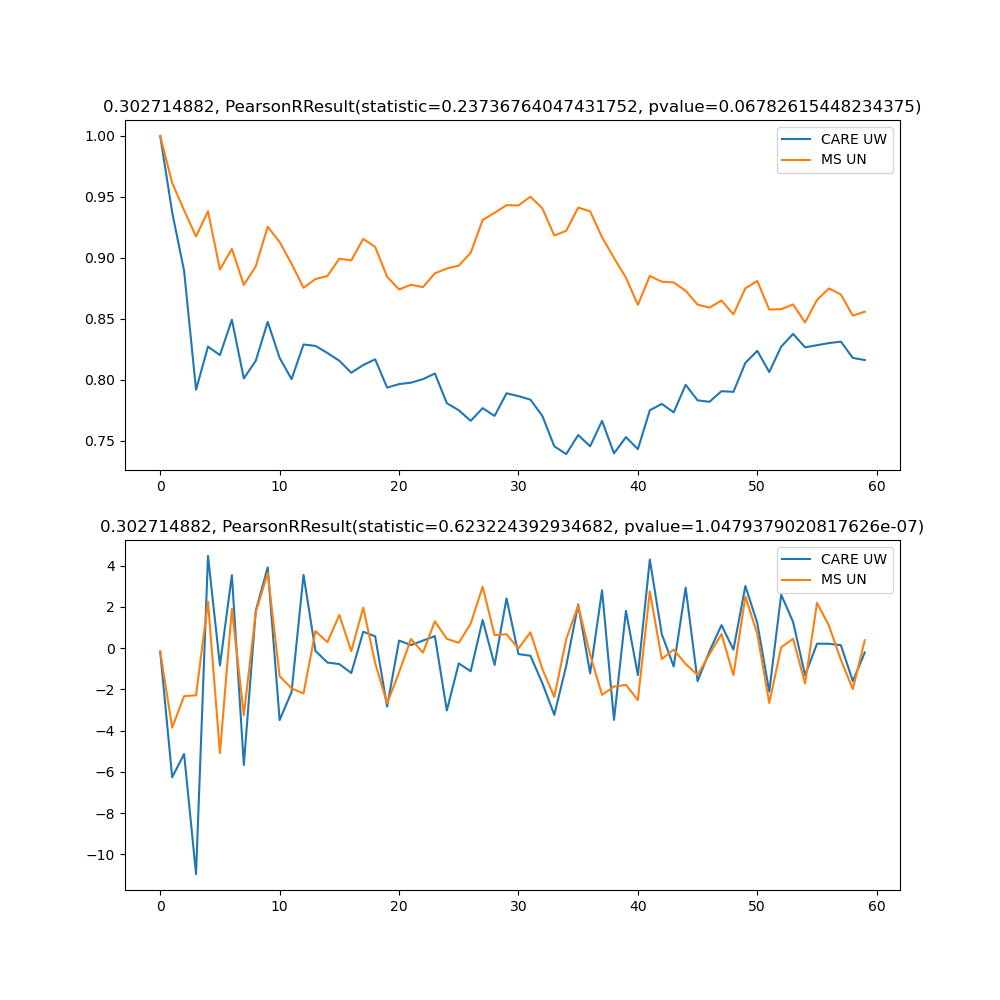 0.302714882, PearsonRResult(statistic=0.23736764047431752, pvalue=0.06782615448234375)
CARE UW
MS UN
1.00
0.95
0.90
0.85
0.80
0.75
0 10 20 30 40 50 60
0.302714882, PearsonRResult(statistic=0.623224392934682, pvalue=1.0479379020817626e-07)
CARE UW
MS UN
4
2
0
−2
−4
−6
−8
−10
0 10 20 30 40 50 60